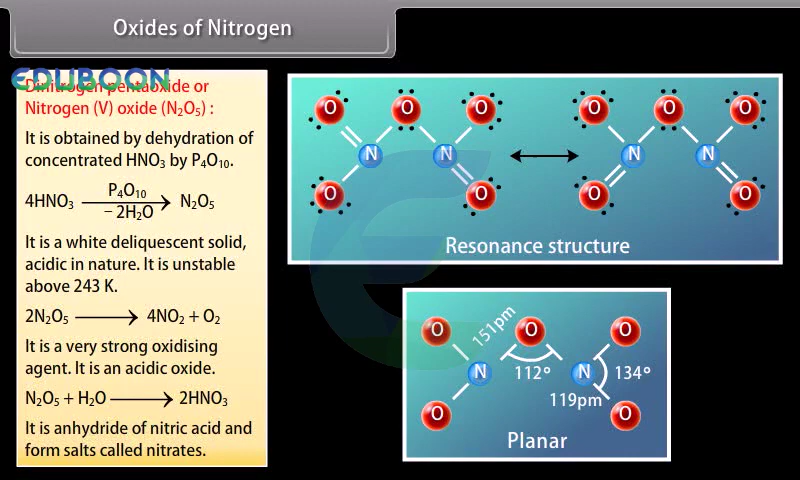 Oxides of Nitrogen
EDUBOON
Dinitrogen pentaoxide or
Nitrogen (V) oxide (N₂O₅) :
It is obtained by dehydration of
concentrated HNO₃ by P₄O₁₀.
4HNO₃ P₄O₁₀ − 2H₂O ⟶ N₂O₅
It is a white deliquescent solid,
acidic in nature. It is unstable
above 243 K.
2N₂O₅ ⟶ 4NO₂ + O₂
It is a very strong oxidising
agent. It is an acidic oxide.
N₂O₅ + H₂O ⟶ 2HNO₃
It is anhydride of nitric acid and
form salts called nitrates.
O O O O O O
N N N N
O O O O
Resonance structure
O 151pm O O
N 112° N 134°
119pm
O O
Planar